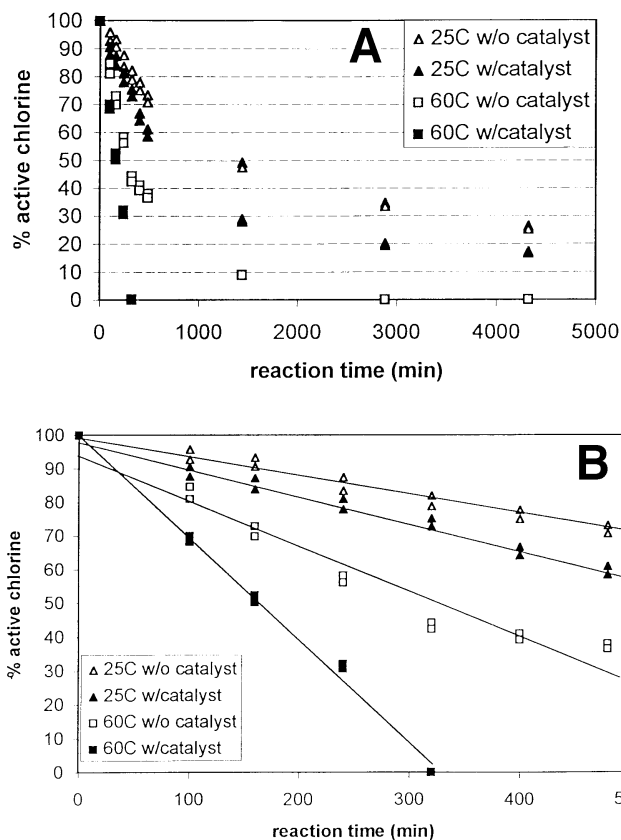 100
90
80
70
60
50
40
30
20
10
0
% active chlorine
A
25C w/o catalyst
25C w/catalyst
60C w/o catalyst
60C w/catalyst
0 1000 2000 3000 4000 5000
reaction time (min)
100
90
80
70
60
50
40
30
20
10
0
% active chlorine
B
25C w/o catalyst
25C w/catalyst
60C w/o catalyst
60C w/catalyst
0 100 200 300 400 5
reaction time (min)